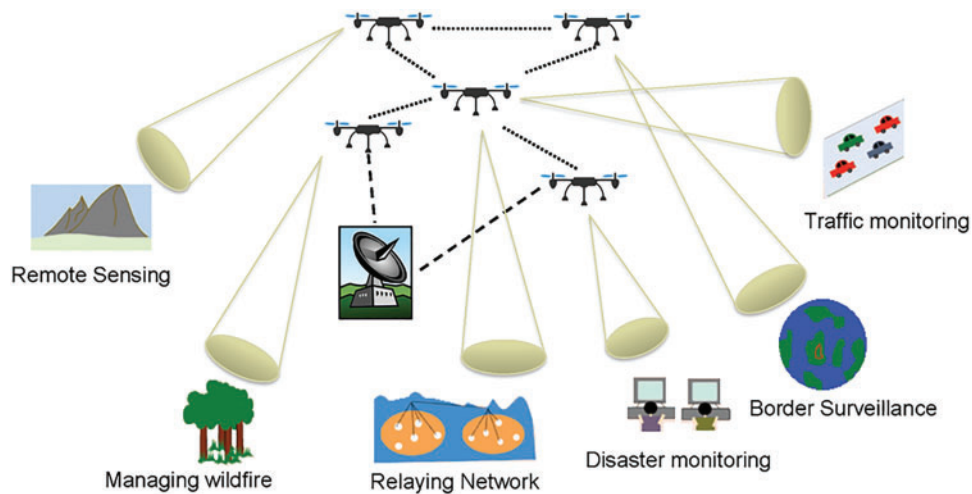 Traffic monitoring
Remote Sensing
Border Surveillance
Disaster monitoring
Managing wildfire
Relaying Network